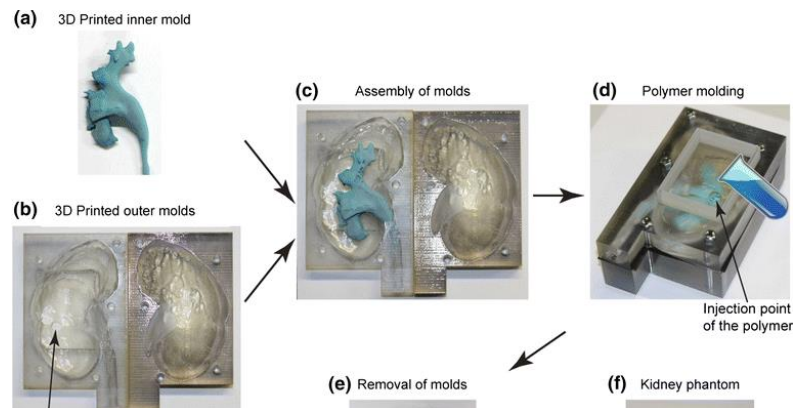 (a) 3D Printed inner mold
(b) 3D Printed outer molds
(c) Assembly of molds
(d) Polymer molding
Injection point
of the polymer
(e) Removal of molds
(f) Kidney phantom